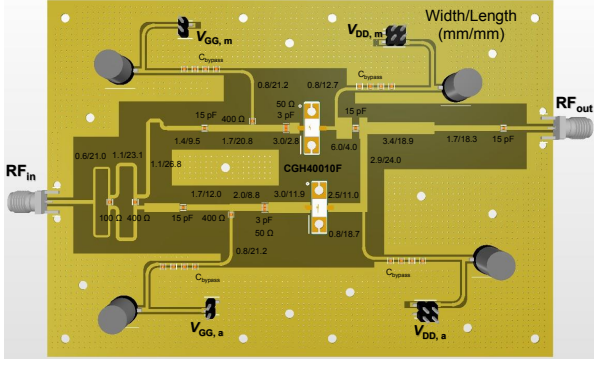 Width/Length
(mm/mm)
VGG, m
VDD, m
Cbypass
Cbypass
0.8/21.2
0.8/12.7
RFout
50 Ω
15 pF
400 Ω
3 pF
15 pF
1.4/9.5
1.7/20.8
3.0/2.8
6.0/4.0
3.4/18.9
1.7/18.3
15 pF
0.6/21.0
1.1/23.1
1.1/26.8
CGH40010F
2.9/24.0
RFin
1.7/12.0
2.0/8.8
3.0/11.9
2.5/11.0
100 Ω
400 Ω
15 pF
400 Ω
3 pF
50 Ω
0.8/18.7
0.8/21.2
Cbypass
Cbypass
VGG, a
VDD, a